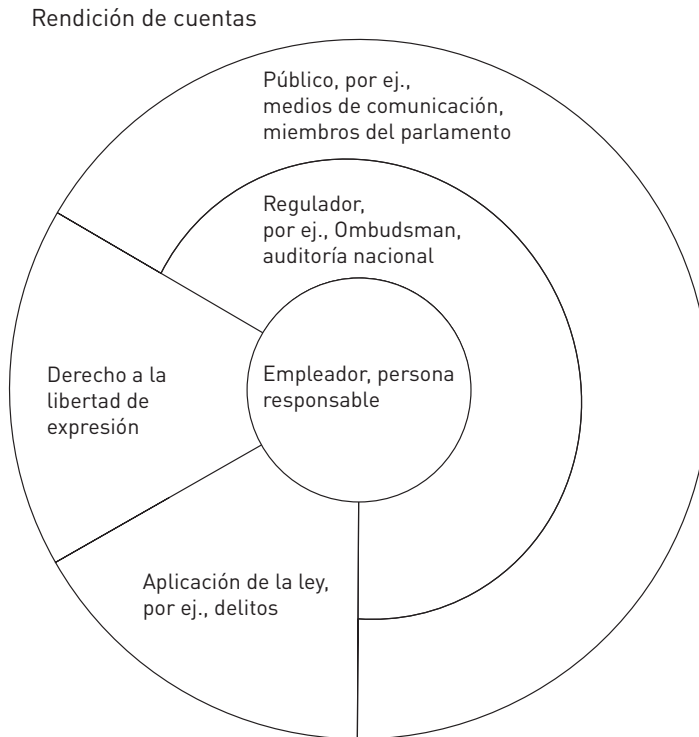 Rendición de cuentas
Público, por ej.,
medios de comunicación,
miembros del parlamento
Regulador,
por ej., Ombudsman,
auditoría nacional
Derecho a la
libertad de
expresión
Empleador, persona
responsable
Aplicación de la ley,
por ej., delitos